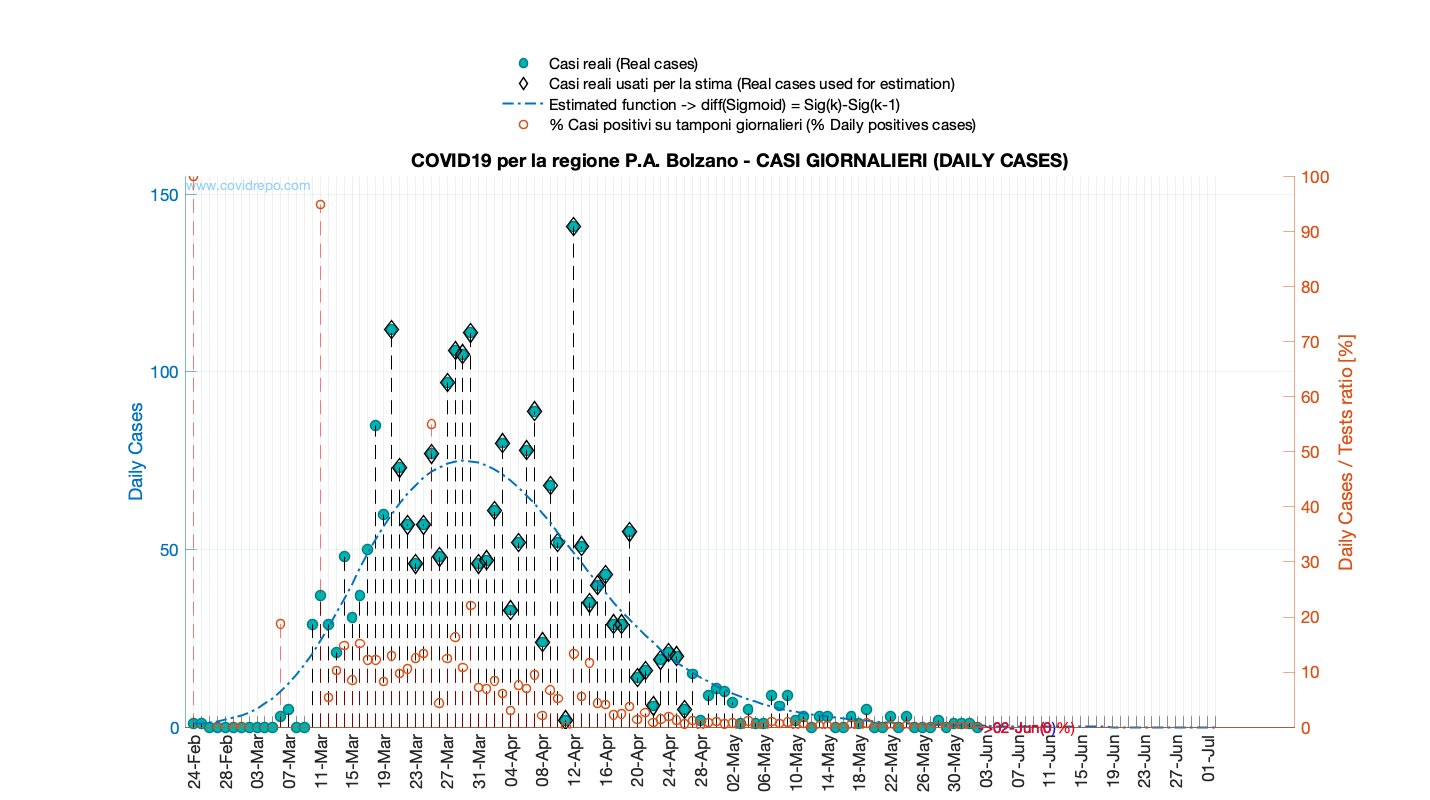 Casi reali (Real cases)
Casi reali usati per la stima (Real cases used for estimation)
Estimated function -> diff(Sigmoid) = Sig(k)-Sig(k-1)
% Casi positivi su tamponi giornalieri (% Daily positives cases)
COVID19 per la regione P.A. Bolzano - CASI GIORNALIERI (DAILY CASES)
www.covidrepo.com
Daily Cases
0
50
100
150
Daily Cases / Tests ratio [%]
0
10
20
30
40
50
60
70
80
90
100
24-Feb
28-Feb
03-Mar
07-Mar
11-Mar
15-Mar
19-Mar
23-Mar
27-Mar
31-Mar
04-Apr
08-Apr
12-Apr
16-Apr
20-Apr
24-Apr
28-Apr
02-May
06-May
10-May
14-May
18-May
22-May
26-May
30-May
03-Jun
07-Jun
11-Jun
15-Jun
19-Jun
23-Jun
27-Jun
01-Jul